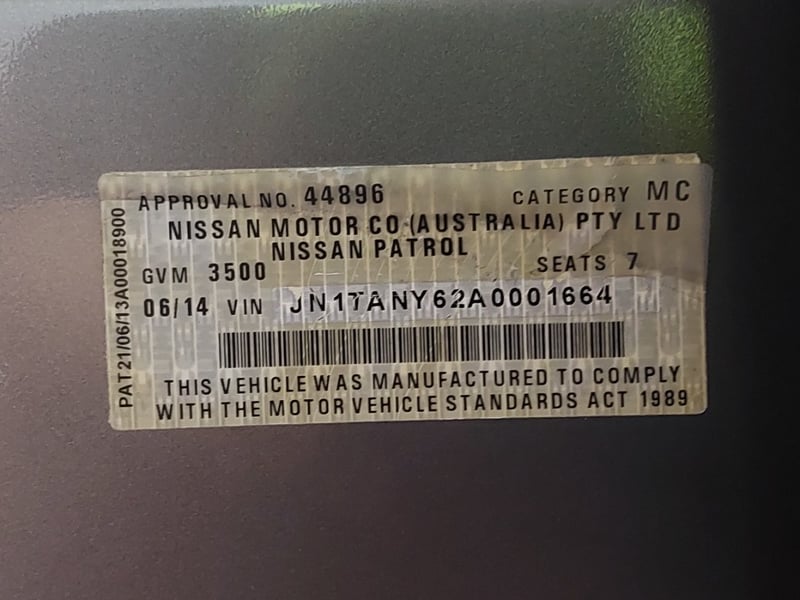 APPROVAL NO. 44896 CATEGORY MC
NISSAN MOTOR CO (AUSTRALIA) PTY LTD
NISSAN PATROL
GVM 3500 SEATS 7
06/14 VIN JN1TANY62A0001664
THIS VEHICLE WAS MANUFACTURED TO COMPLY
WITH THE MOTOR VEHICLE STANDARDS ACT 1989
PAT21/06/13A00018900